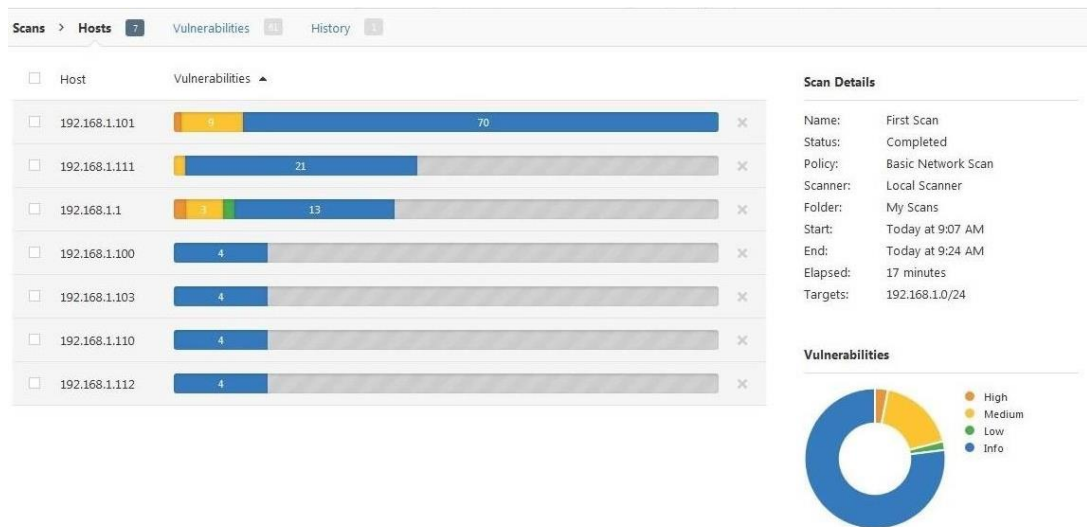 Scans > Hosts 7 Vulnerabilities 61 History 1
Host Vulnerabilities
192.168.1.101 9 70
192.168.1.111 21
192.168.1.1 3 13
192.168.1.100 4
192.168.1.103 4
192.168.1.110 4
192.168.1.112 4
Scan Details
Name: First Scan
Status: Completed
Policy: Basic Network Scan
Scanner: Local Scanner
Folder: My Scans
Start: Today at 9:07 AM
End: Today at 9:24 AM
Elapsed: 17 minutes
Targets: 192.168.1.0/24
Vulnerabilities
High
Medium
Low
Info